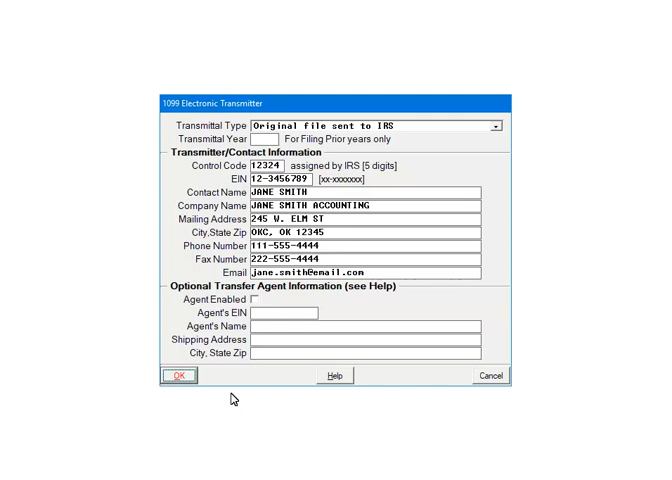 1099 Electronic Transmitter
Transmittal Type Original file sent to IRS
Transmittal Year For Filing Prior years only
Transmitter/Contact Information
Control Code 12324 assigned by IRS [5 digits]
EIN 12-3456789 [xx-xxxxxxx]
Contact Name JANE SMITH
Company Name JANE SMITH ACCOUNTING
Mailing Address 245 W. ELM ST
City,State Zip OKC, OK 12345
Phone Number 111-555-4444
Fax Number 222-555-4444
Email jane.smith@email.com
Optional Transfer Agent Information (see Help)
Agent Enabled
Agent's EIN
Agent's Name
Shipping Address
City, State Zip
OK Help Cancel